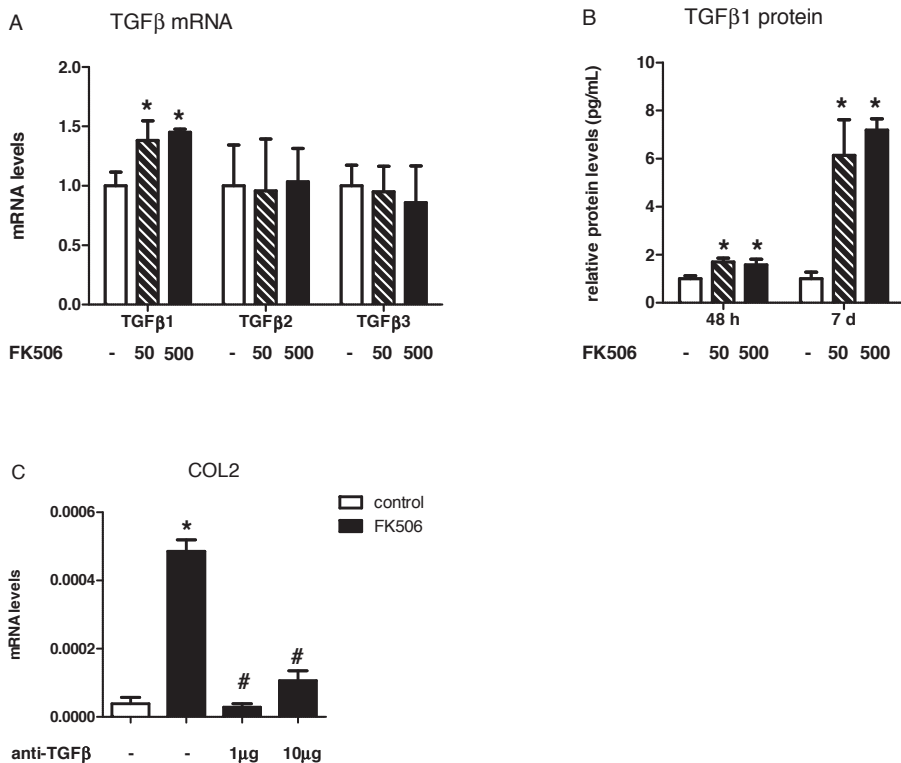 A TGFβ mRNA
mRNA levels
2.0
1.5
1.0
0.5
0.0
* *
TGFβ1 TGFβ2 TGFβ3
FK506 - 50 500 - 50 500 - 50 500
B TGFβ1 protein
relative protein levels (pg/mL)
10
8
6
4
2
0
* * * *
48 h 7 d
FK506 - 50 500 - 50 500
C COL2
mRNA levels
0.0006
0.0004
0.0002
0.0000
* # #
control
FK506
anti-TGFβ - - 1µg 10µg